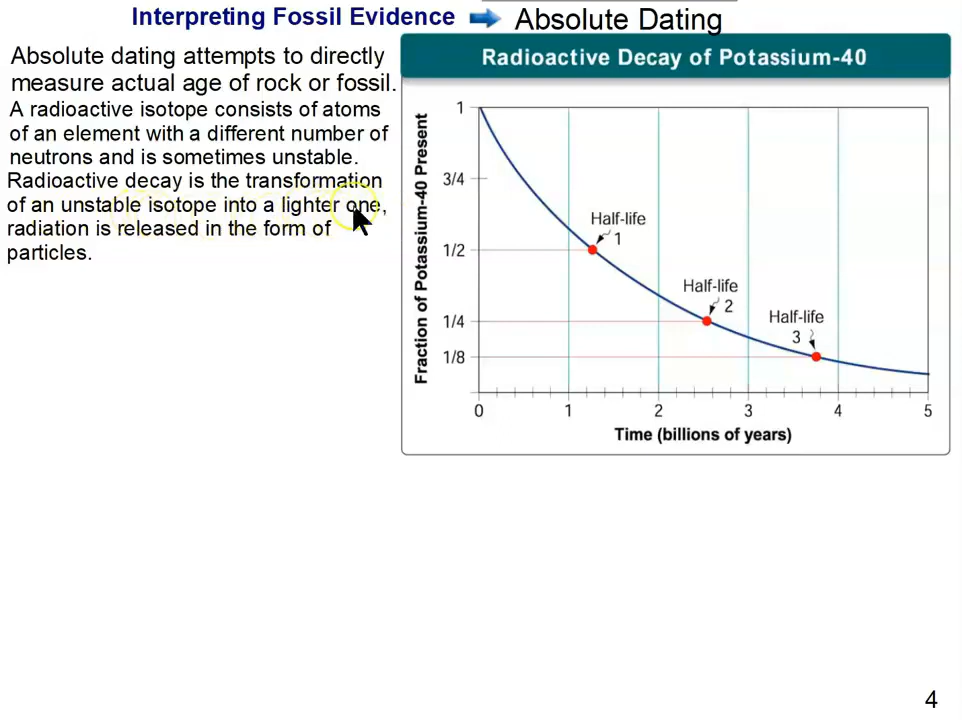 Interpreting Fossil Evidence Absolute Dating
Absolute dating attempts to directly
measure actual age of rock or fossil.
A radioactive isotope consists of atoms
of an element with a different number of
neutrons and is sometimes unstable.
Radioactive decay is the transformation
of an unstable isotope into a lighter one,
radiation is released in the form of
particles.
Radioactive Decay of Potassium-40
Fraction of Potassium-40 Present
1
3/4
1/2
1/4
1/8
Half-life
1
Half-life
2
Half-life
3
0 1 2 3 4 5
Time (billions of years)
4